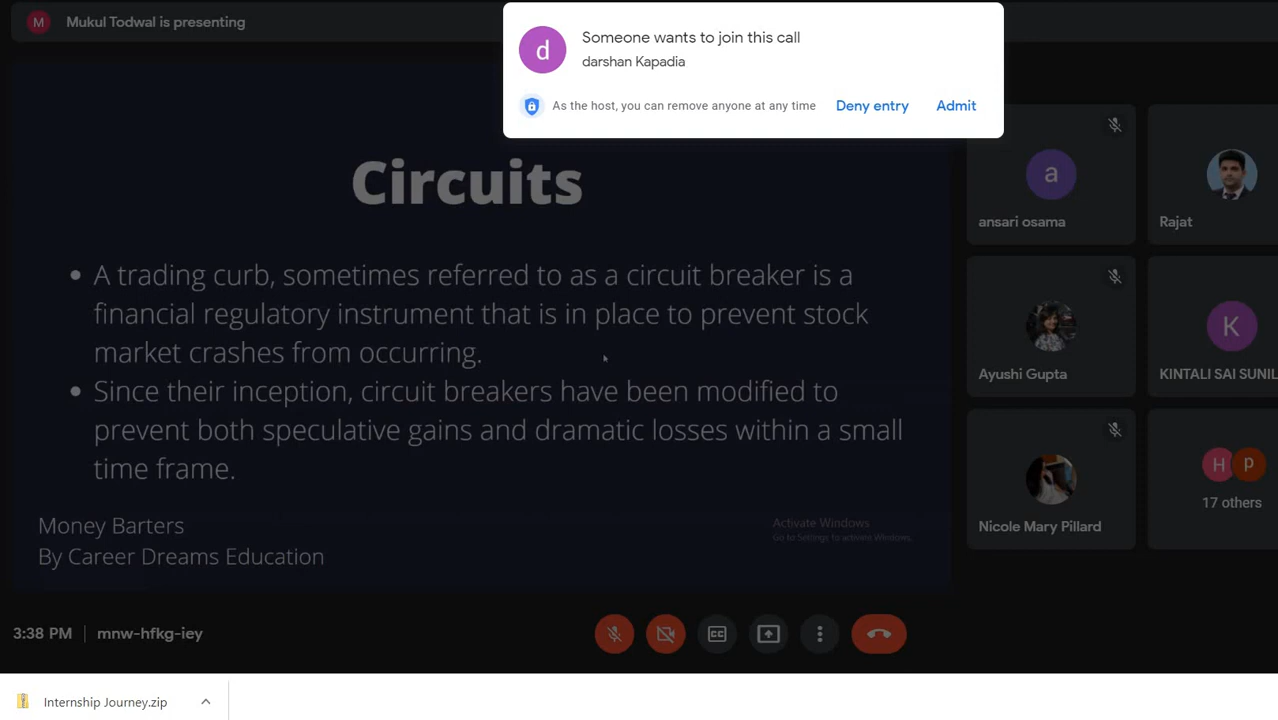 M Mukul Todwal is presenting
d
Someone wants to join this call
darshan Kapadia
As the host, you can remove anyone at any time Deny entry Admit
Circuits
• A trading curb, sometimes referred to as a circuit breaker is a
financial regulatory instrument that is in place to prevent stock
market crashes from occurring.
• Since their inception, circuit breakers have been modified to
prevent both speculative gains and dramatic losses within a small
time frame.
Money Barters
By Career Dreams Education
Activate Windows
Go to Settings to activate Windows.
a
ansari osama
Rajat
Ayushi Gupta
K
KINTALI SAI SUNIL
Nicole Mary Pillard
H p
17 others
3:38 PM | mnw-hfkg-iey
CC
Internship Journey.zip